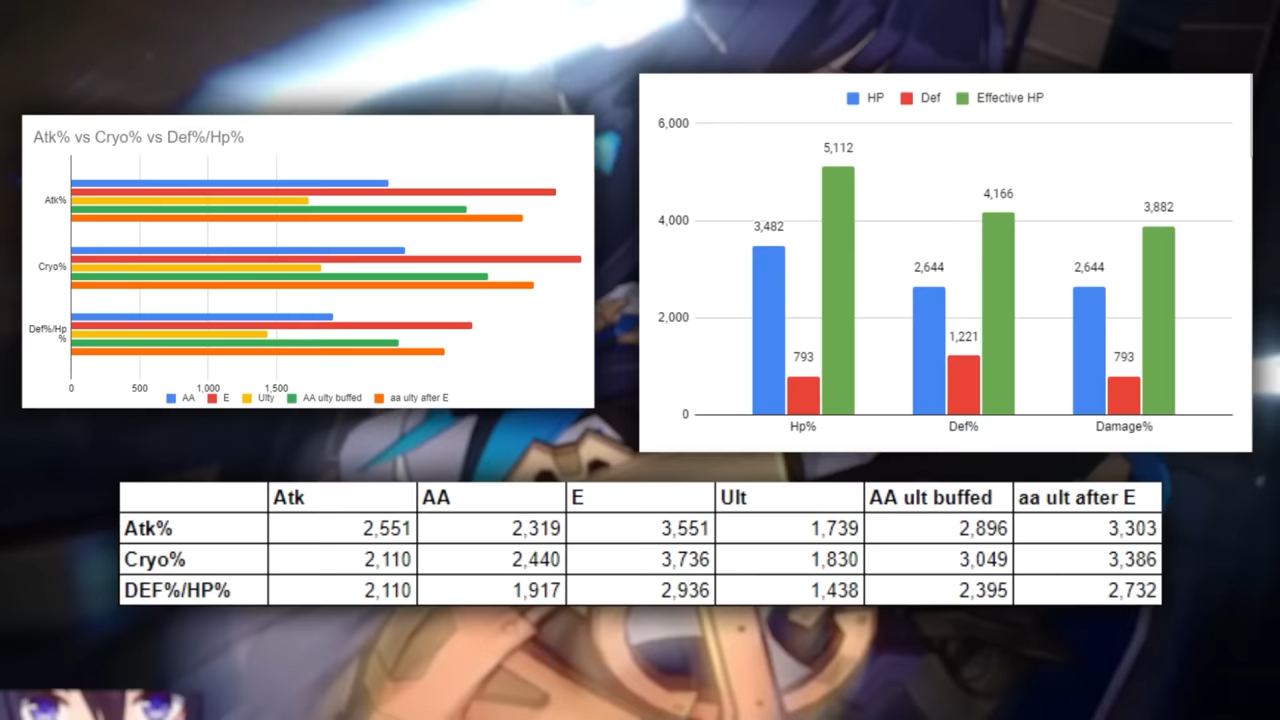 Atk% vs Cryo% vs Def%/Hp%
Atk%
Cryo%
Def%/Hp
%
0 500 1,000 1,500
AA E Ulty AA ulty buffed aa ulty after E
HP Def Effective HP
6,000
4,000
2,000
0
3,482 793 5,112
2,644 1,221 4,166
2,644 793 3,882
Hp% Def% Damage%
Atk AA E Ult AA ult buffed aa ult after E
Atk% 2,551 2,319 3,551 1,739 2,896 3,303
Cryo% 2,110 2,440 3,736 1,830 3,049 3,386
DEF%/HP% 2,110 1,917 2,936 1,438 2,395 2,732